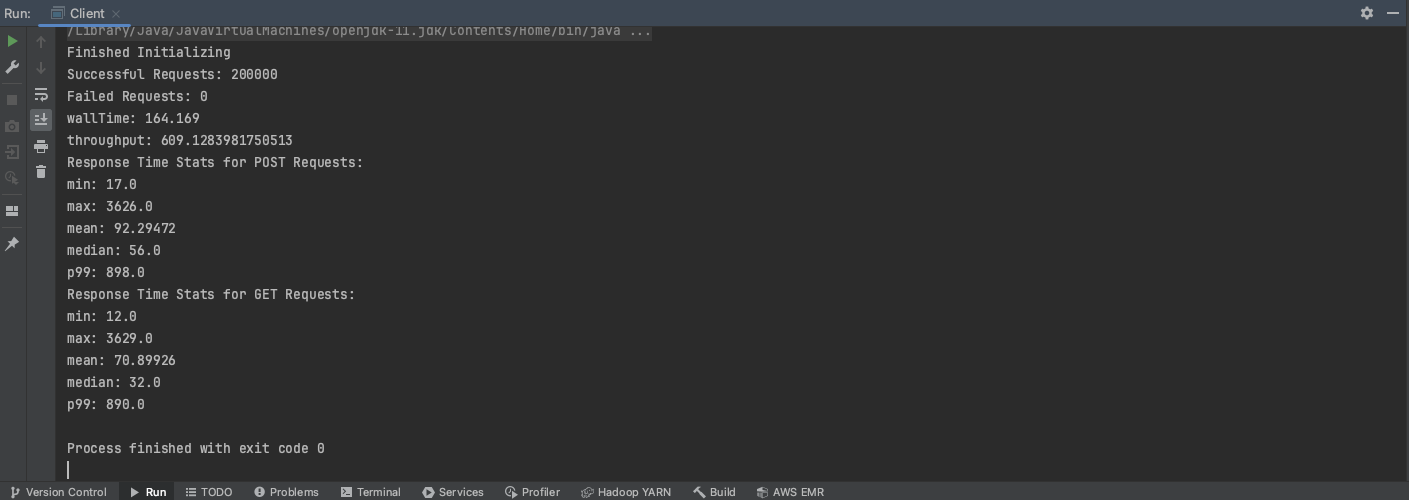 Run: Client
/Library/Java/JavaVirtualMachines/openjdk-11.jdk/Contents/Home/bin/java ...
Finished Initializing
Successful Requests: 200000
Failed Requests: 0
wallTime: 164.169
throughput: 609.1283981750513
Response Time Stats for POST Requests:
min: 17.0
max: 3626.0
mean: 92.29472
median: 56.0
p99: 898.0
Response Time Stats for GET Requests:
min: 12.0
max: 3629.0
mean: 70.89926
median: 32.0
p99: 890.0
Process finished with exit code 0
Version Control Run TODO Problems Terminal Services Profiler Hadoop YARN Build AWS EMR